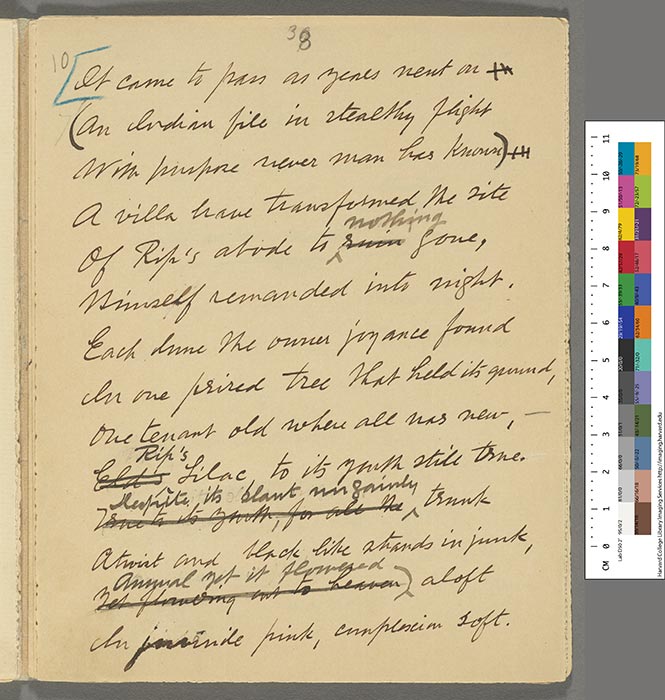 38
10
It came to pass as years went on
(An Indian file in stealthy flight
With purpose never man has known)
A villa brave transformed the site
nothing
Of Rip's abode to ruin gone,
Himself remanded into night.
Each June the owner joyance found
In one prized tree that held its ground,
One tenant old where all was new, —
Rip's
Lilac to its youth still true.
Despite its slant ungainly
True to its youth, for all the trunk
Atwist and black like strands in junk,
Annual yet it flowered
Yet flowering out to heaven aloft
In juvenile pink, complexion soft.
CM 0 1 2 3 4 5 6 7 8 9 10 11
Harvard College Library Imaging Services http://imaging.harvard.edu